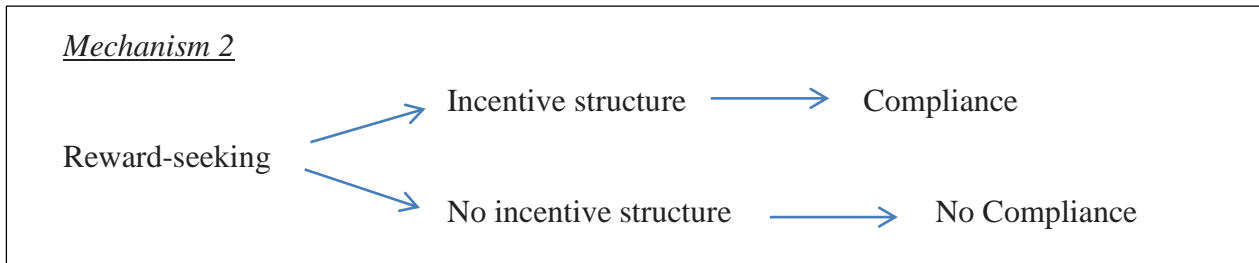 Mechanism 2
Incentive structure Compliance
Reward-seeking
No incentive structure No Compliance